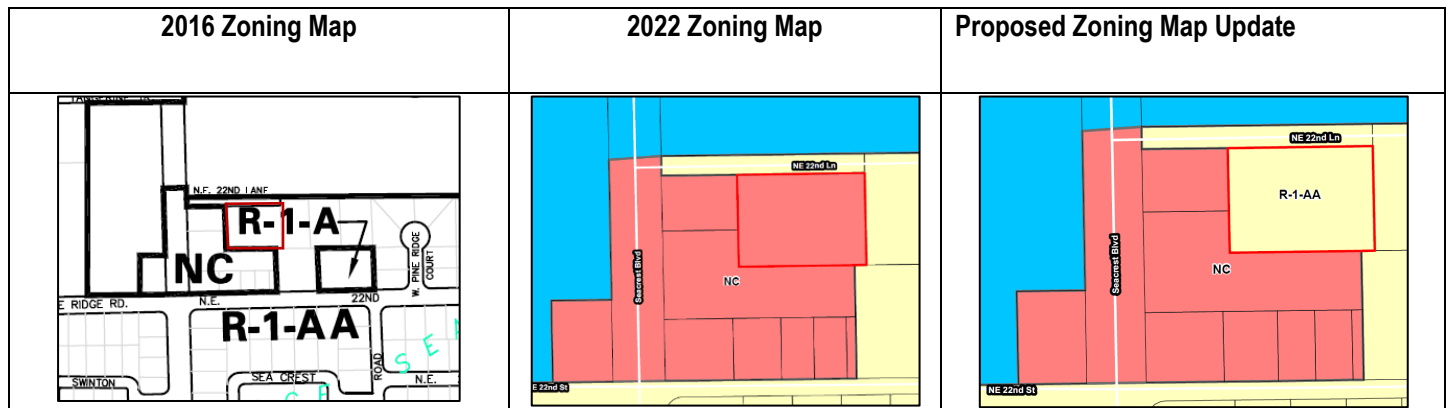 2016 Zoning Map
2022 Zoning Map
Proposed Zoning Map Update
N.E. 22ND LANE
R-1-A
NC
W. PINE RIDGE
COURT
E RIDGE RD.
N.E.
22ND
R-1-AA
ROAD
SWINTON
SEA CREST
N.E.
S E
C E
NE 22nd Ln
Seacrest Blvd
NC
E 22nd St
NE 22nd Ln
R-1-AA
Seacrest Blvd
NC
NE 22nd St